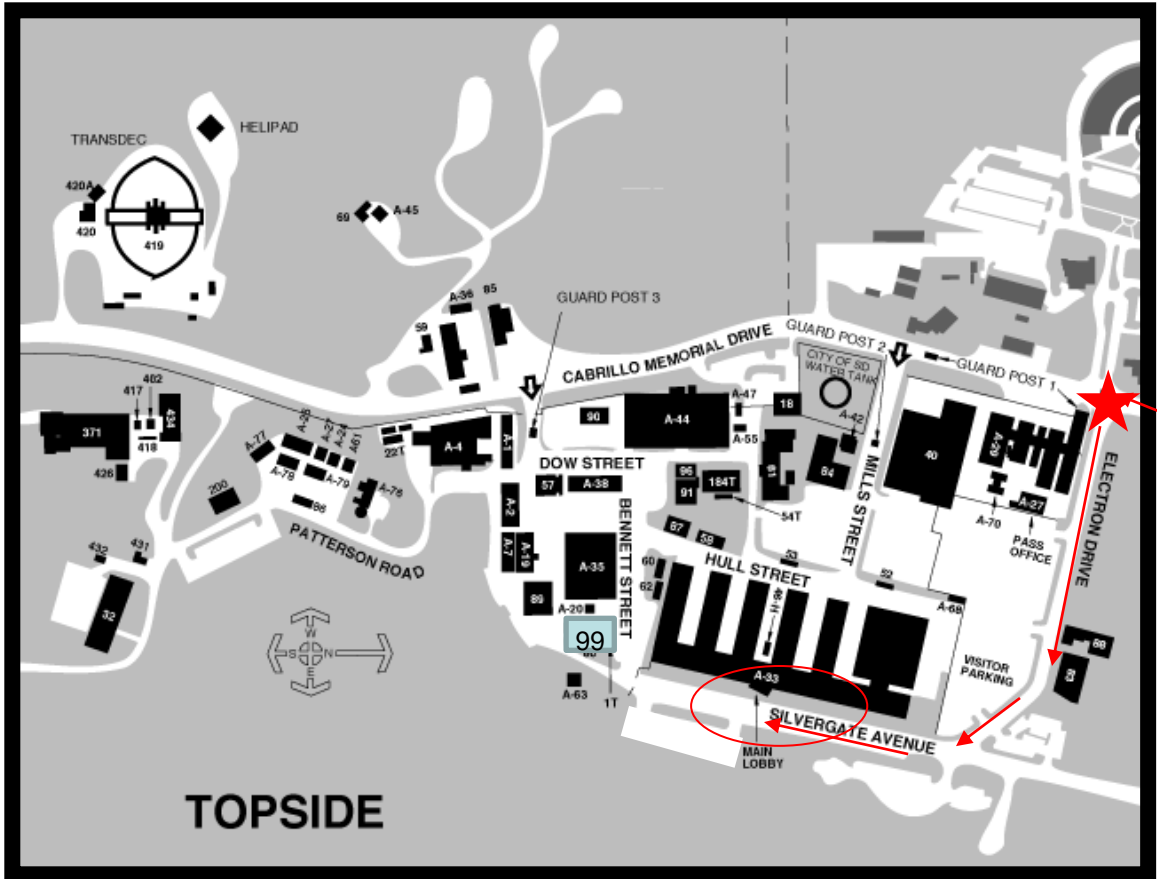 TRANSDEC
HELIPAD
420A
420
419
69
A-45
GUARD POST 3
A-36
85
59
CABRILLO MEMORIAL DRIVE
GUARD POST 2
CITY OF SD
WATER TANK
GUARD POST 1
A-42
A-47
18
A-55
A-44
90
402
417
434
371
418
426
A-77
A-26
A-27
A-24
A61
A-78
A-79
22T
A-4
A-1
A-76
200
86
PATTERSON ROAD
DOW STREET
57
A-38
A-2
A-7
A-19
A-35
89
A-20
99
A-63
1T
BENNETT STREET
96
91
184T
54T
81
84
MILLS STREET
40
A-29
A-27
A-70
PASS
OFFICE
ELECTRON DRIVE
87
58
HULL STREET
53
52
60
62
A-68
431
432
32
W
S N
E
VISITOR
PARKING
88
93
A-33
SILVERGATE AVENUE
MAIN
LOBBY
TOPSIDE